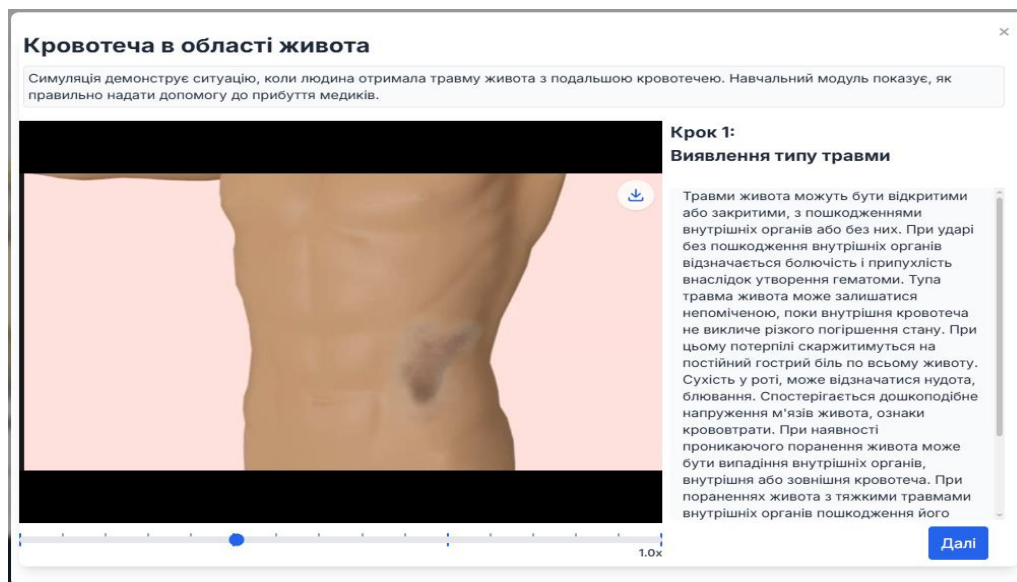 ×
Кровотеча в області живота
Симуляція демонструє ситуацію, коли людина отримала травму живота з подальшою кровотечею. Навчальний модуль показує, як
правильно надати допомогу до прибуття медиків.
Крок 1:
Виявлення типу травми
Травми живота можуть бути відкритими
або закритими, з пошкодженнями
внутрішніх органів або без них. При ударі
без пошкодження внутрішніх органів
відзначається болючість і припухлість
внаслідок утворення гематоми. Тупа
травма живота може залишатися
непоміченою, поки внутрішня кровотеча
не викличе різкого погіршення стану. При
цьому потерпілі скаржитимуться на
постійний гострий біль по всьому животу.
Сухість у роті, може відзначатися нудота,
блювання. Спостерігається дошкоподібне
напруження м'язів живота, ознаки
крововтрати. При наявності
проникаючого поранення живота може
бути випадіння внутрішніх органів,
внутрішня або зовнішня кровотеча. При
пораненнях живота з тяжкими травмами
внутрішніх органів пошкодження його
1.0x
Далі